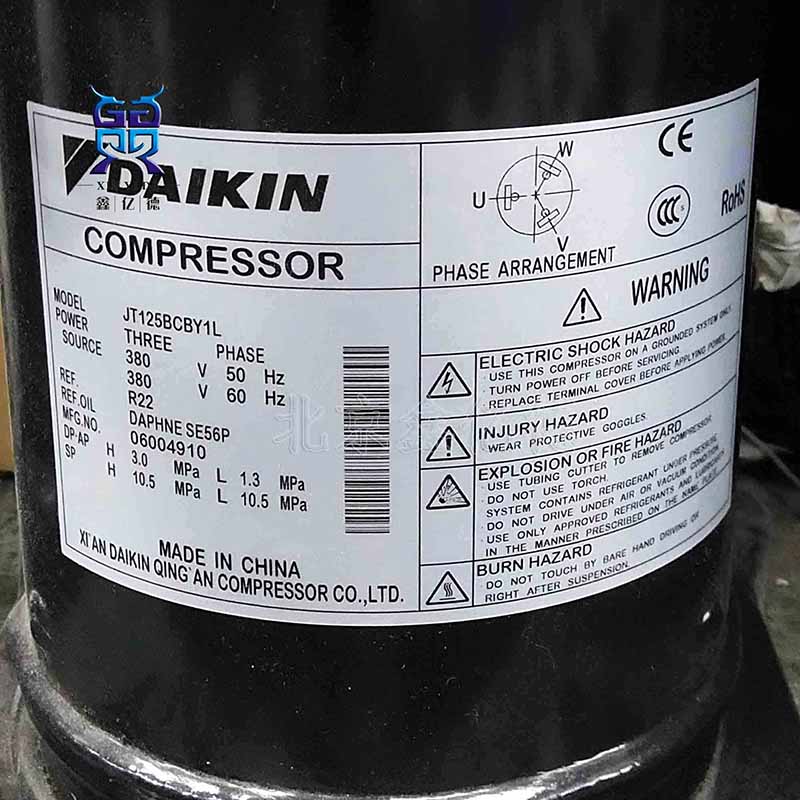 DAIKIN
鑫亿德
COMPRESSOR
MODEL JT125BCBY1L
POWER SOURCE THREE PHASE
380 V 50 Hz
380 V 60 Hz
REF. R22
REF.OIL DAPHNE SE56P
MFG.NO. 06004910
DP·AP H 3.0 MPa L 1.3 MPa
SP H 10.5 MPa L 10.5 MPa
MADE IN CHINA
XI'AN DAIKIN QING'AN COMPRESSOR CO.,LTD.
U
W
V
PHASE ARRANGEMENT
CE
CCC
RoHS
WARNING
ELECTRIC SHOCK HAZARD
· USE THIS COMPRESSOR ON A GROUNDED SYSTEM ONLY.
· TURN POWER OFF BEFORE SERVICING.
· REPLACE TERMINAL COVER BEFORE APPLYING POWER.
INJURY HAZARD
· WEAR PROTECTIVE GOGGLES.
EXPLOSION OR FIRE HAZARD
· USE TUBING CUTTER TO REMOVE COMPRESSOR.
· DO NOT USE TORCH.
SYSTEM CONTAINS REFRIGERANT UNDER PRESSURE.
· DO NOT DRIVE UNDER AIR OR VACUUM CONDITION.
· USE ONLY APPROVED REFRIGERANTS AND LUBRICANTS
IN THE MANNER PRESCRIBED ON THE NAME PLATE.
BURN HAZARD
· DO NOT TOUCH BY BARE HAND DRIVING OR
RIGHT AFTER SUSPENSION.
北京鑫